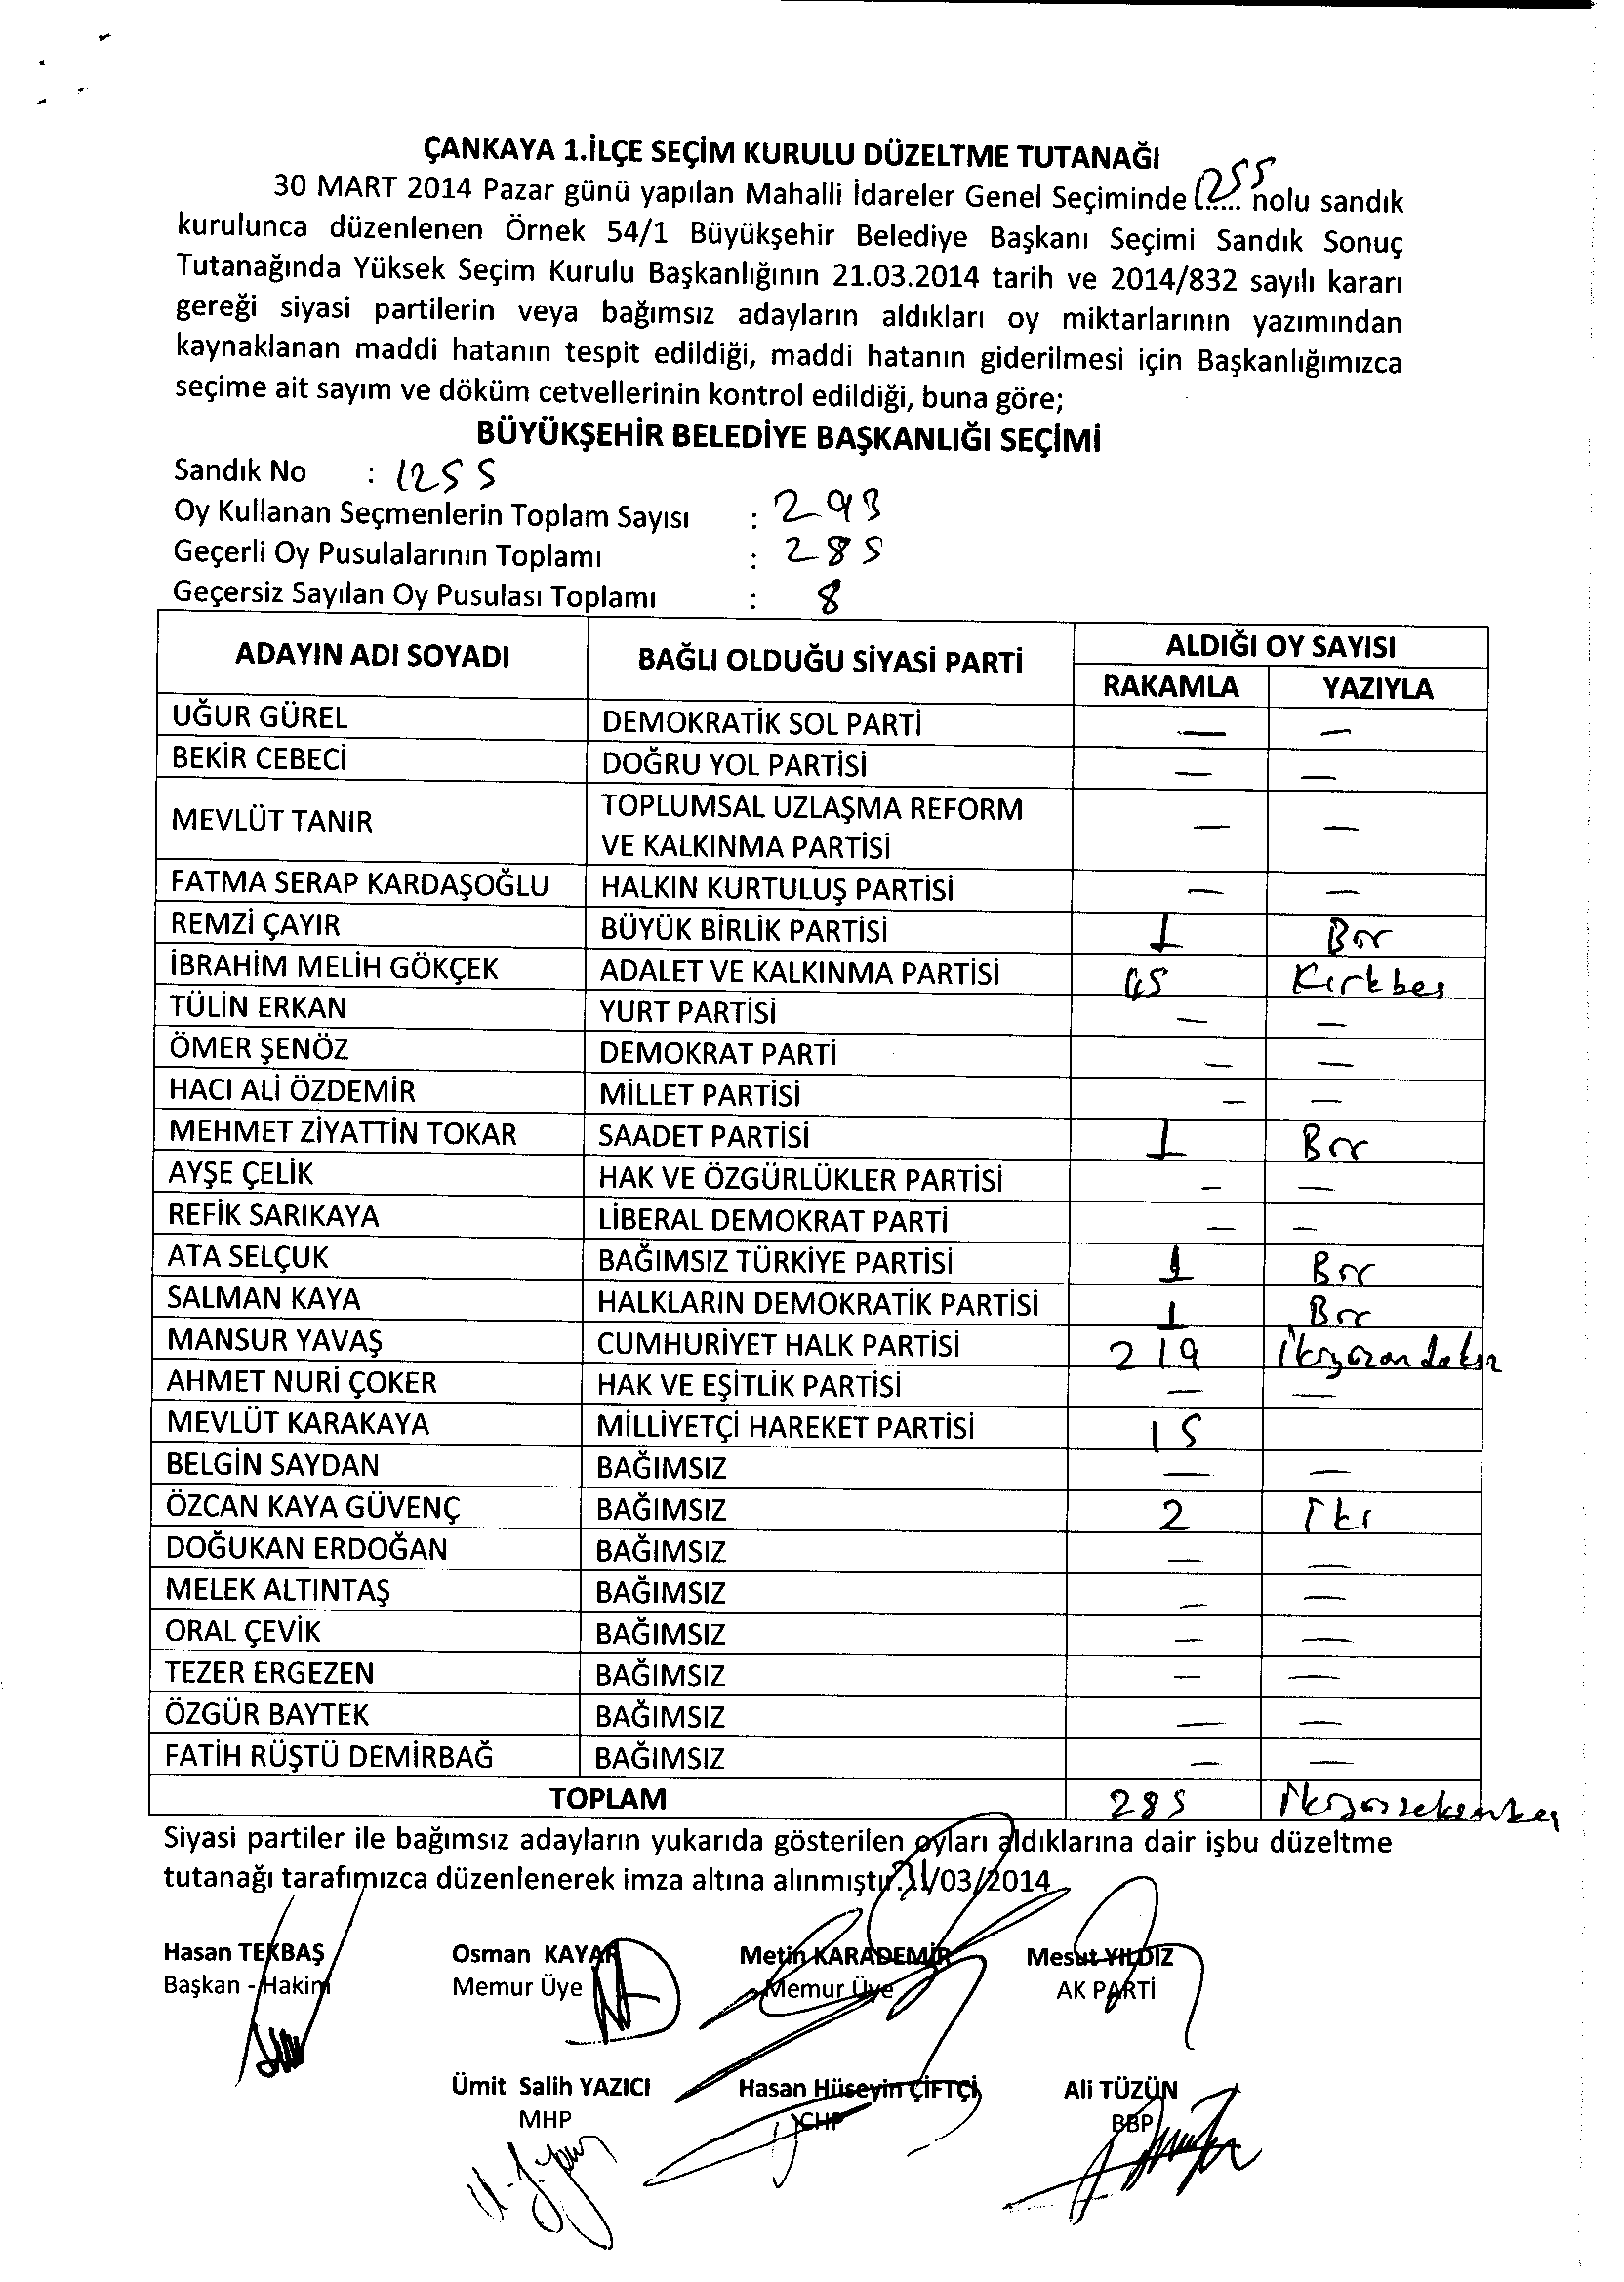 ÇANKAYA 1.İLÇE SEÇİM KURULU DÜZELTME TUTANAĞI
30 MART 2014 Pazar günü yapılan Mahalli İdareler Genel Seçiminde 1255 nolu sandık
kurulunca düzenlenen Örnek 54/1 Büyükşehir Belediye Başkanı Seçimi Sandık Sonuç
Tutanağında Yüksek Seçim Kurulu Başkanlığının 21.03.2014 tarih ve 2014/832 sayılı kararı
gereği siyasi partilerin veya bağımsız adayların aldıkları oy miktarlarının yazımından
kaynaklanan maddi hatanın tespit edildiği, maddi hatanın giderilmesi için Başkanlığımızca
seçime ait sayım ve döküm cetvellerinin kontrol edildiği, buna göre;
BÜYÜKŞEHİR BELEDİYE BAŞKANLIĞI SEÇİMİ
Sandık No : 1255
Oy Kullanan Seçmenlerin Toplam Sayısı : 293
Geçerli Oy Pusulalarının Toplamı : 285
Geçersiz Sayılan Oy Pusulası Toplamı : 8
ADAYIN ADI SOYADI BAĞLI OLDUĞU SİYASİ PARTİ ALDIĞI OY SAYISI
RAKAMLA YAZIYLA
UĞUR GÜREL DEMOKRATİK SOL PARTİ — —
BEKİR CEBECİ DOĞRU YOL PARTİSİ — —
MEVLÜT TANIR TOPLUMSAL UZLAŞMA REFORM
VE KALKINMA PARTİSİ — —
FATMA SERAP KARDAŞOĞLU HALKIN KURTULUŞ PARTİSİ — —
REMZİ ÇAYIR BÜYÜK BİRLİK PARTİSİ 1 Bir
İBRAHİM MELİH GÖKÇEK ADALET VE KALKINMA PARTİSİ 45 Kırkbeş
TÜLİN ERKAN YURT PARTİSİ — —
ÖMER ŞENÖZ DEMOKRAT PARTİ — —
HACI ALİ ÖZDEMİR MİLLET PARTİSİ — —
MEHMET ZİYATTİN TOKAR SAADET PARTİSİ 1 Bir
AYŞE ÇELİK HAK VE ÖZGÜRLÜKLER PARTİSİ — —
REFİK SARIKAYA LİBERAL DEMOKRAT PARTİ — —
ATA SELÇUK BAĞIMSIZ TÜRKİYE PARTİSİ 1 Bir
SALMAN KAYA HALKLARIN DEMOKRATİK PARTİSİ 1 Bir
MANSUR YAVAŞ CUMHURİYET HALK PARTİSİ 219 İkiyüzondokuz
AHMET NURİ ÇOKER HAK VE EŞİTLİK PARTİSİ — —
MEVLÜT KARAKAYA MİLLİYETÇİ HAREKET PARTİSİ 15
BELGİN SAYDAN BAĞIMSIZ — —
ÖZCAN KAYA GÜVENÇ BAĞIMSIZ 2 İki
DOĞUKAN ERDOĞAN BAĞIMSIZ — —
MELEK ALTINTAŞ BAĞIMSIZ — —
ORAL ÇEVİK BAĞIMSIZ — —
TEZER ERGEZEN BAĞIMSIZ — —
ÖZGÜR BAYTEK BAĞIMSIZ — —
FATİH RÜŞTÜ DEMİRBAĞ BAĞIMSIZ — —
TOPLAM 285 İkiyüzseksenbeş
Siyasi partiler ile bağımsız adayların yukarıda gösterilen oyları aldıklarına dair işbu düzeltme
tutanağı tarafımızca düzenlenerek imza altına alınmıştır.31/03/2014
Hasan TEKBAŞ Osman KAYAR Metin KARADEMİR Mesut YILDIZ
Başkan - Hakim Memur Üye Memur Üye AK PARTİ
Ümit Salih YAZICI Hasan Hüseyin ÇİFTÇİ Ali TÜZÜN
MHP CHP BBP